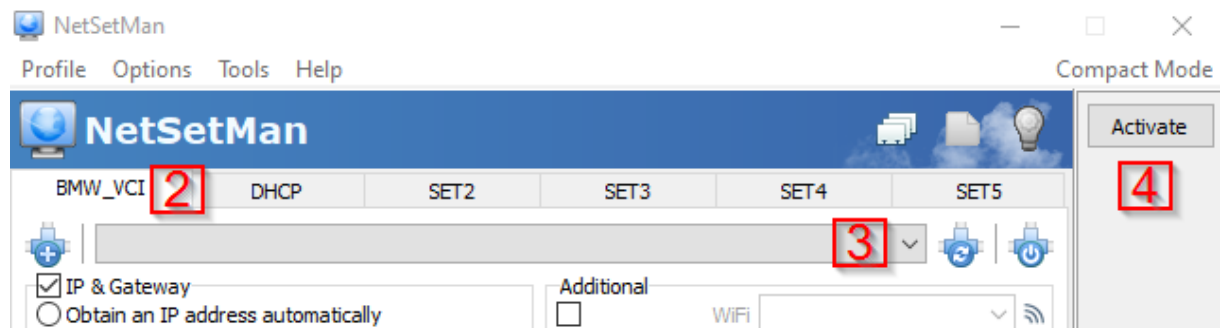 NetSetMan
Profile Options Tools Help Compact Mode
NetSetMan
Activate
BMW_VCI 2 DHCP SET2 SET3 SET4 SET5
4
3
IP & Gateway Additional
Obtain an IP address automatically WiFi